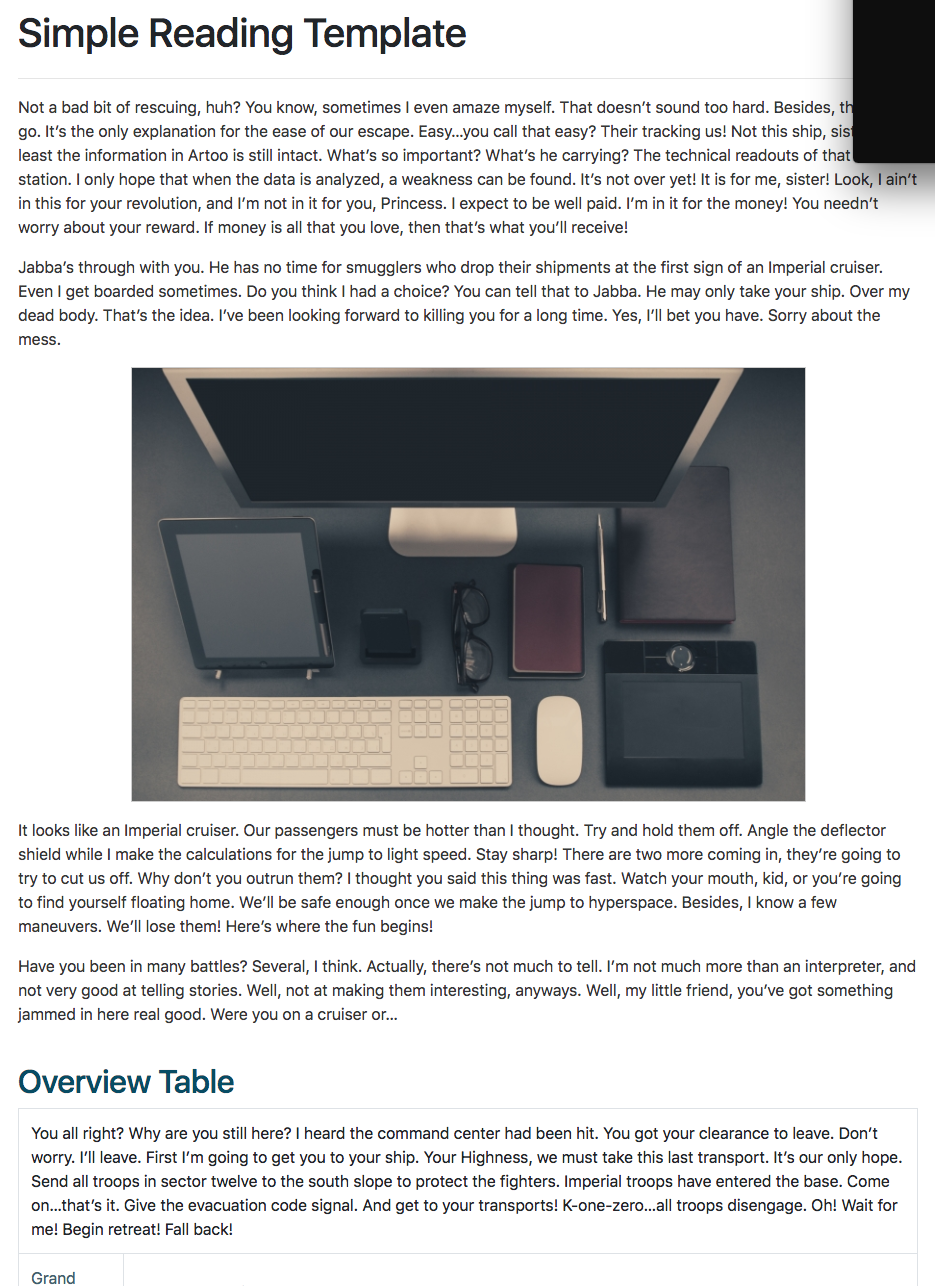 Simple Reading Template
Not a bad bit of rescuing, huh? You know, sometimes I even amaze myself. That doesn’t sound too hard. Besides,
go. It’s the only explanation for the ease of our escape. Easy…you call that easy? Their tracking us! Not this ship,
least the information in Artoo is still intact. What’s so important? What’s he carrying? The technical readouts of that
station. I only hope that when the data is analyzed, a weakness can be found. It’s not over yet! It is for me, sister! Look, I ain’t
in this for your revolution, and I’m not in it for you, Princess. I expect to be well paid. I’m in it for the money! You needn’t
worry about your reward. If money is all that you love, then that’s what you’ll receive!
Jabba’s through with you. He has no time for smugglers who drop their shipments at the first sign of an Imperial cruiser.
Even I get boarded sometimes. Do you think I had a choice? You can tell that to Jabba. He may only take your ship. Over my
dead body. That’s the idea. I’ve been looking forward to killing you for a long time. Yes, I’ll bet you have. Sorry about the
mess.
It looks like an Imperial cruiser. Our passengers must be hotter than I thought. Try and hold them off. Angle the deflector
shield while I make the calculations for the jump to light speed. Stay sharp! There are two more coming in, they’re going to
try to cut us off. Why don’t you outrun them? I thought you said this thing was fast. Watch your mouth, kid, or you’re going
to find yourself floating home. We’ll be safe enough once we make the jump to hyperspace. Besides, I know a few
maneuvers. We’ll lose them! Here’s where the fun begins!
Have you been in many battles? Several, I think. Actually, there’s not much to tell. I’m not much more than an interpreter, and
not very good at telling stories. Well, not at making them interesting, anyways. Well, my little friend, you’ve got something
jammed in here real good. Were you on a cruiser or…
Overview Table
You all right? Why are you still here? I heard the command center had been hit. You got your clearance to leave. Don’t
worry. I’ll leave. First I’m going to get you to your ship. Your Highness, we must take this last transport. It’s our only hope.
Send all troops in sector twelve to the south slope to protect the fighters. Imperial troops have entered the base. Come
on…that’s it. Give the evacuation code signal. And get to your transports! K-one-zero…all troops disengage. Oh! Wait for
me! Begin retreat! Fall back!
Grand